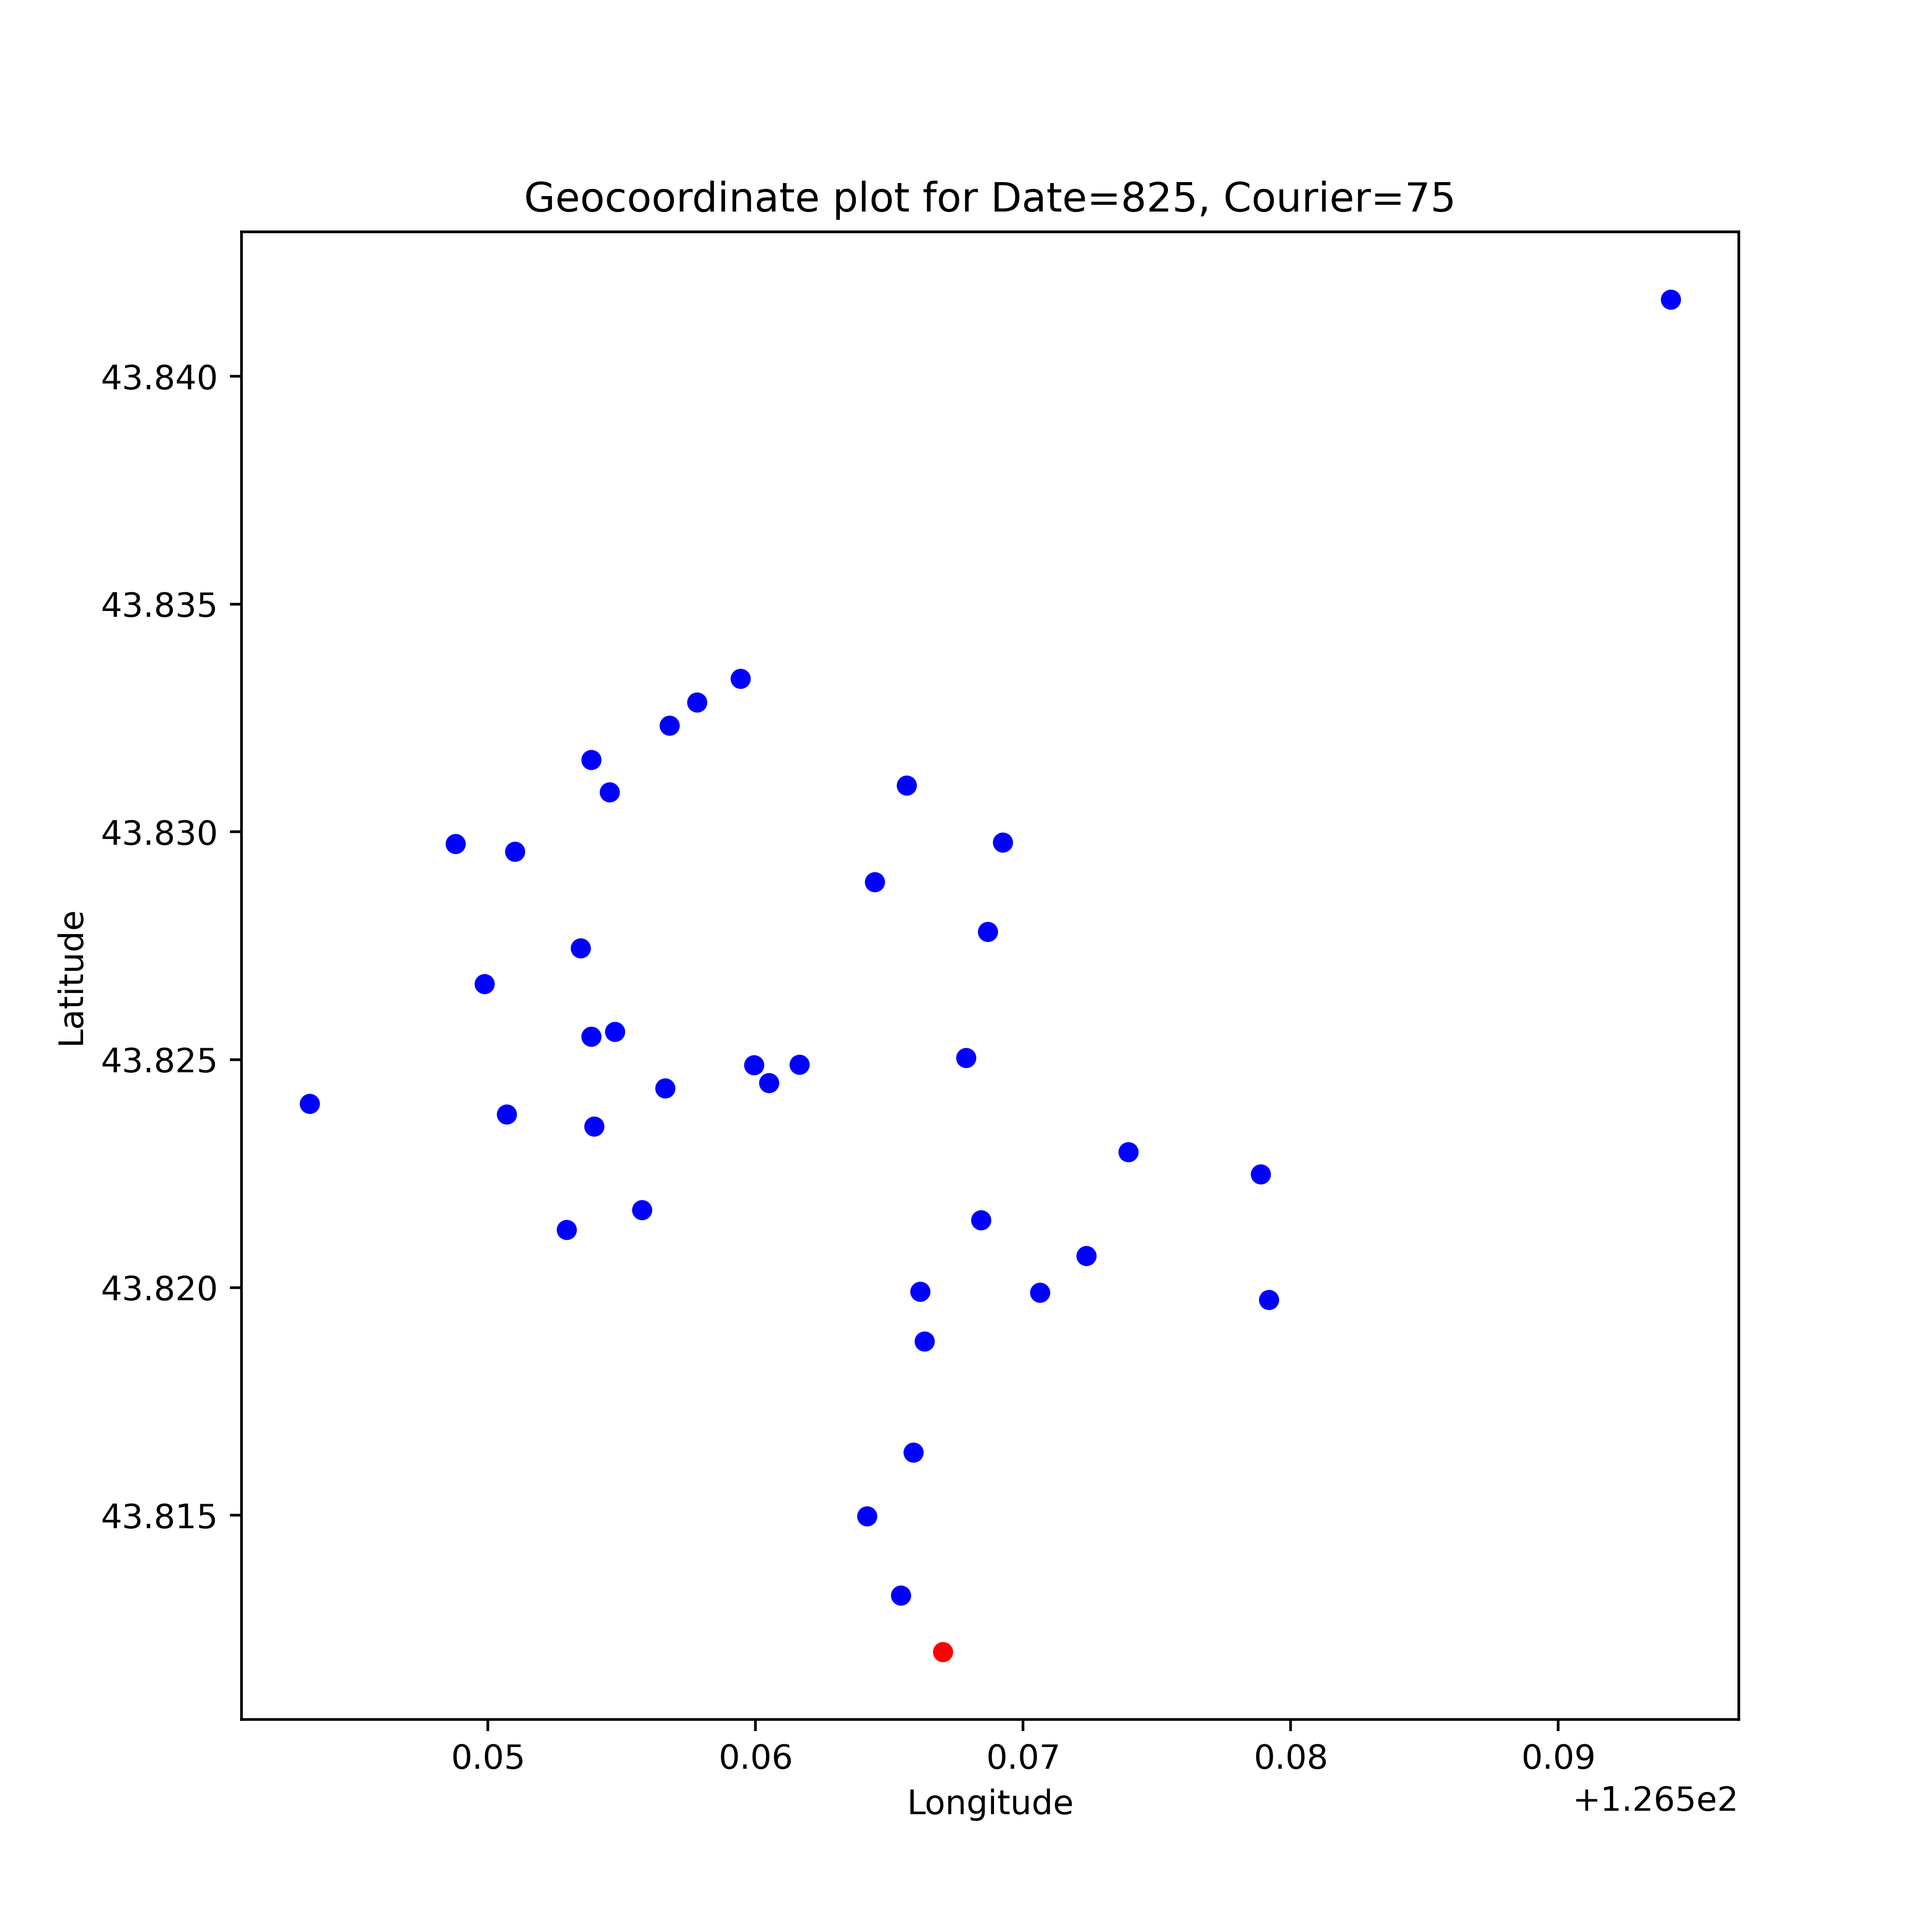 Geocoordinate plot for Date=825, Courier=75
43.840
43.835
43.830
43.825
43.820
43.815
Latitude
0.05 0.06 0.07 0.08 0.09
Longitude
+1.265e2